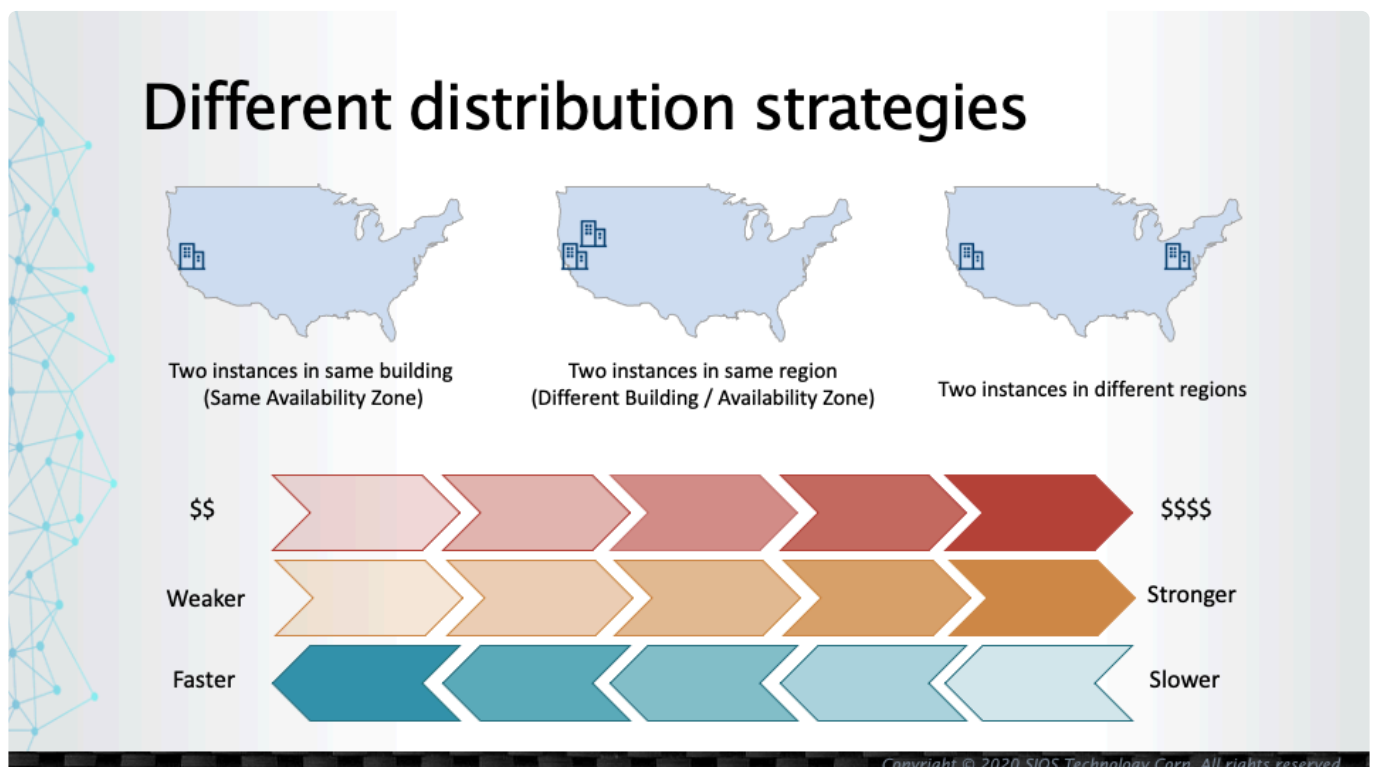 Different distribution strategies
Two instances in same building
(Same Availability Zone)
Two instances in same region
(Different Building / Availability Zone)
Two instances in different regions
$$
$$$$
Weaker
Stronger
Faster
Slower
Copyright © 2020 SIOS Technology Corp. All rights reserved.